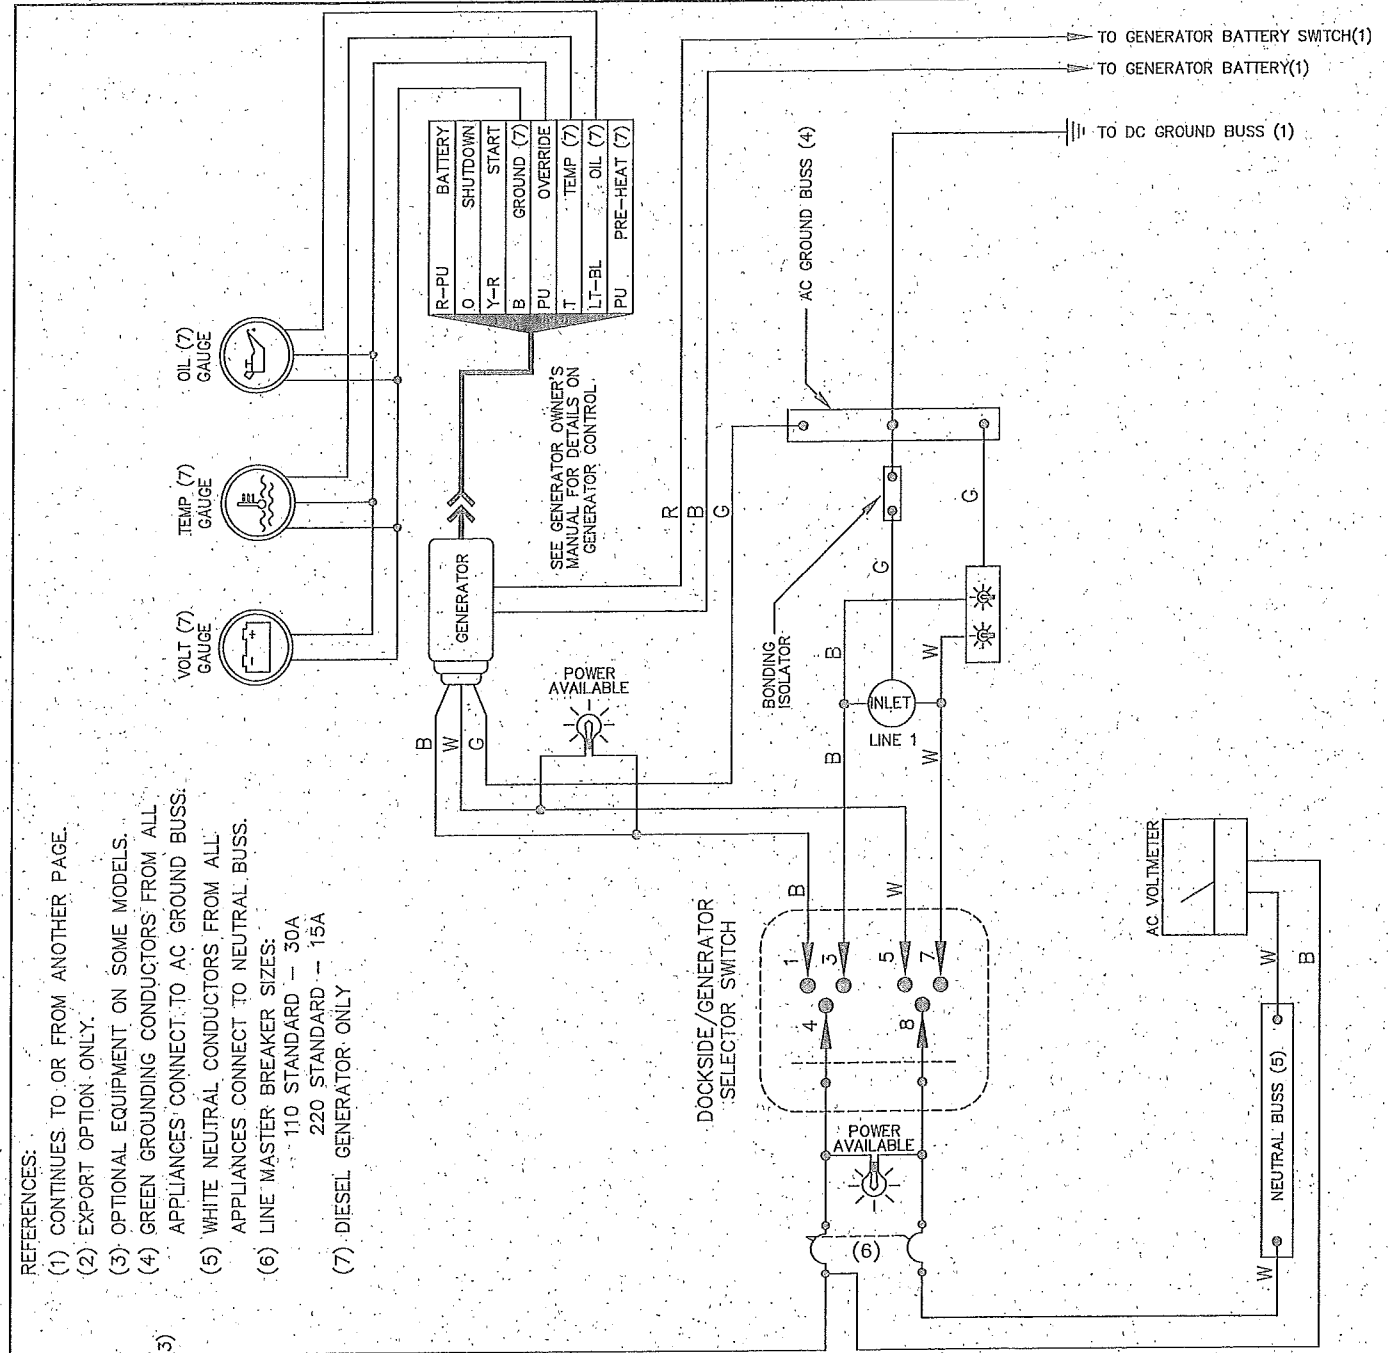 TO GENERATOR BATTERY SWITCH(1)
TO GENERATOR BATTERY(1)
TO DC GROUND BUSS (1)
AC GROUND BUSS (4)
R-PU BATTERY
O SHUTDOWN
Y-R START
B GROUND (7)
PU OVERRIDE
T TEMP (7)
LT-BL OIL (7)
PU PRE-HEAT (7)
OIL (7)
GAUGE
TEMP (7)
GAUGE
VOLT (7)
GAUGE
SEE GENERATOR OWNER'S
MANUAL FOR DETAILS ON
GENERATOR CONTROL.
GENERATOR
R
B
G
G
G
BONDING
ISOLATOR
B
W
INLET
LINE 1
B
W
POWER
AVAILABLE
B
W
G
B
W
DOCKSIDE/GENERATOR
SELECTOR SWITCH
1
3
5
7
4
8
POWER
AVAILABLE
(6)
AC VOLTMETER
W
B
NEUTRAL BUSS (5)
W
REFERENCES:
(1) CONTINUES TO OR FROM ANOTHER PAGE.
(2) EXPORT OPTION ONLY.
(3) OPTIONAL EQUIPMENT ON SOME MODELS.
(4) GREEN GROUNDING CONDUCTORS FROM ALL
APPLIANCES CONNECT TO AC GROUND BUSS.
(5) WHITE NEUTRAL CONDUCTORS FROM ALL
APPLIANCES CONNECT TO NEUTRAL BUSS.
(6) LINE MASTER BREAKER SIZES:
110 STANDARD - 30A
220 STANDARD - 15A
(7) DIESEL GENERATOR ONLY
3)